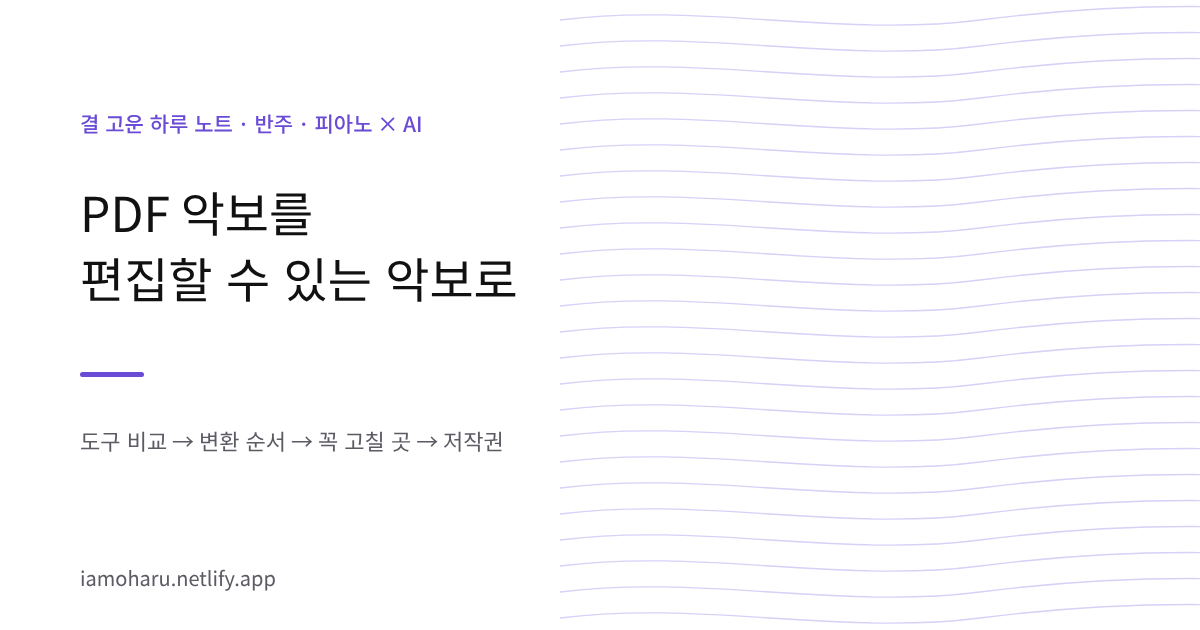 결 고운 하루 노트 · 반주 · 피아노 × AI
PDF 악보를
편집할 수 있는 악보로
도구 비교 → 변환 순서 → 꼭 고칠 곳 → 저작권
iamoharu.netlify.app